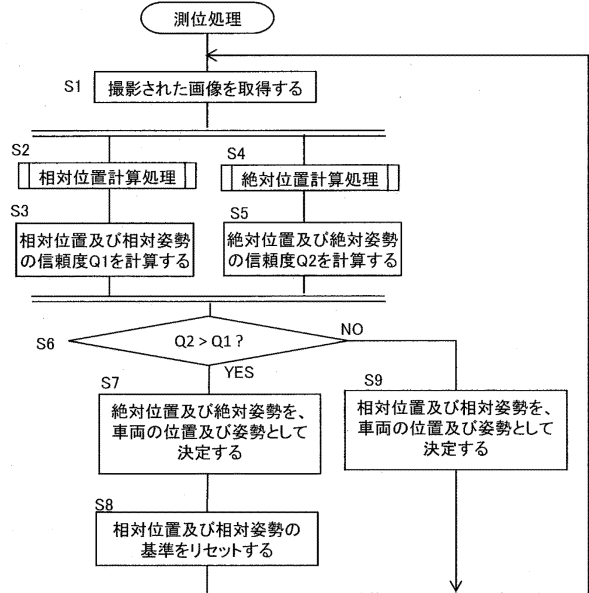 測位処理
S1
撮影された画像を取得する
S2
相対位置計算処理
S4
絶対位置計算処理
S3
相対位置及び相対姿勢
の信頼度Q1を計算する
S5
絶対位置及び絶対姿勢
の信頼度Q2を計算する
S6
Q2 > Q1 ?
NO
YES
S7
絶対位置及び絶対姿勢を、
車両の位置及び姿勢として
決定する
S9
相対位置及び相対姿勢を、
車両の位置及び姿勢として
決定する
S8
相対位置及び相対姿勢の
基準をリセットする